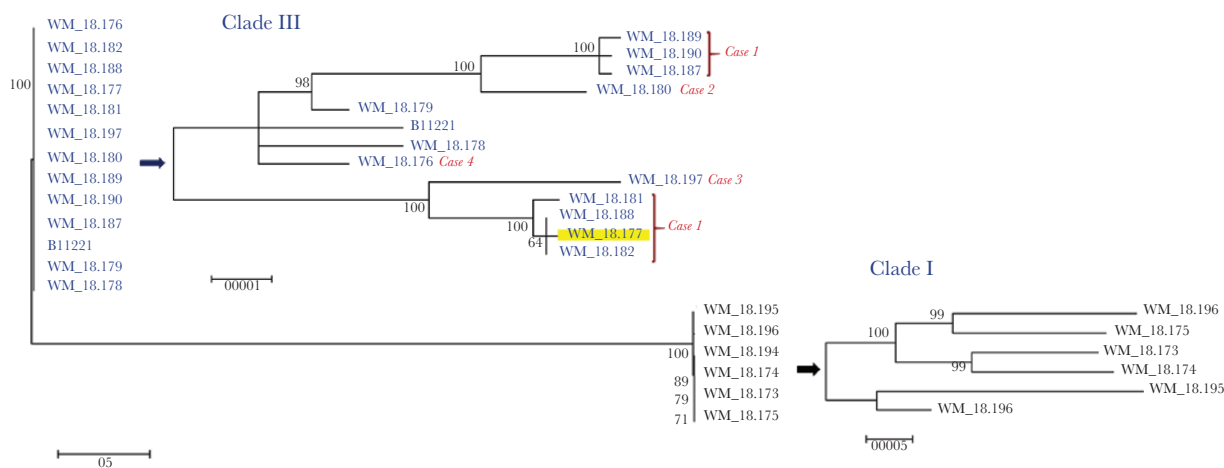 WM_18.176
WM_18.182
WM_18.188
WM_18.177
WM_18.181
WM_18.197
WM_18.180
WM_18.189
WM_18.190
WM_18.187
B11221
WM_18.179
WM_18.178
100
05
Clade III
WM_18.189
WM_18.190
WM_18.187
Case 1
100
100
WM_18.180 Case 2
98
WM_18.179
B11221
WM_18.178
WM_18.176 Case 4
WM_18.197 Case 3
100
WM_18.181
WM_18.188
WM_18.177
WM_18.182
Case 1
100
64
00001
WM_18.195
WM_18.196
WM_18.194
WM_18.174
WM_18.173
WM_18.175
100
89
79
71
Clade I
WM_18.196
99
WM_18.175
100
WM_18.173
99
WM_18.174
WM_18.195
WM_18.196
00005